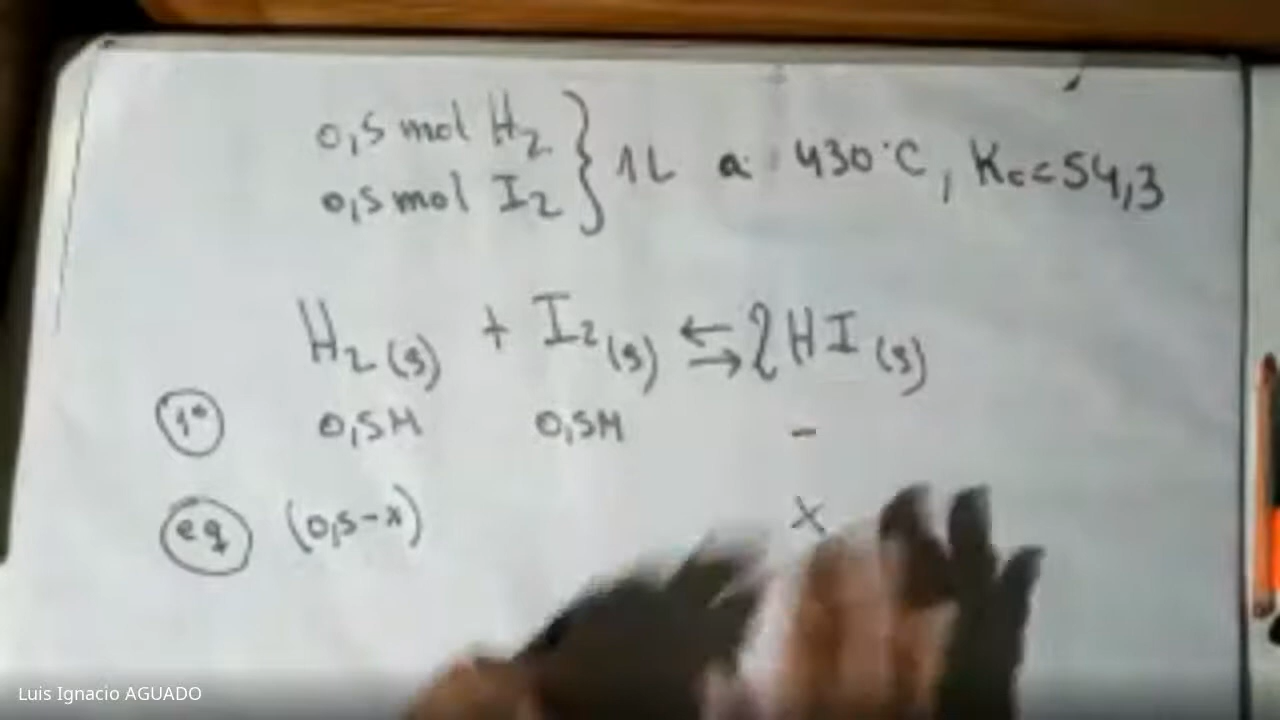 0,5 mol H2
0,5 mol I2 } 1L a 430°C, Kc=54,3
H2(g) + I2(g) ⇆ 2HI(g)
1º 0,5M 0,5M -
eq (0,5-x) x
Luis Ignacio AGUADO